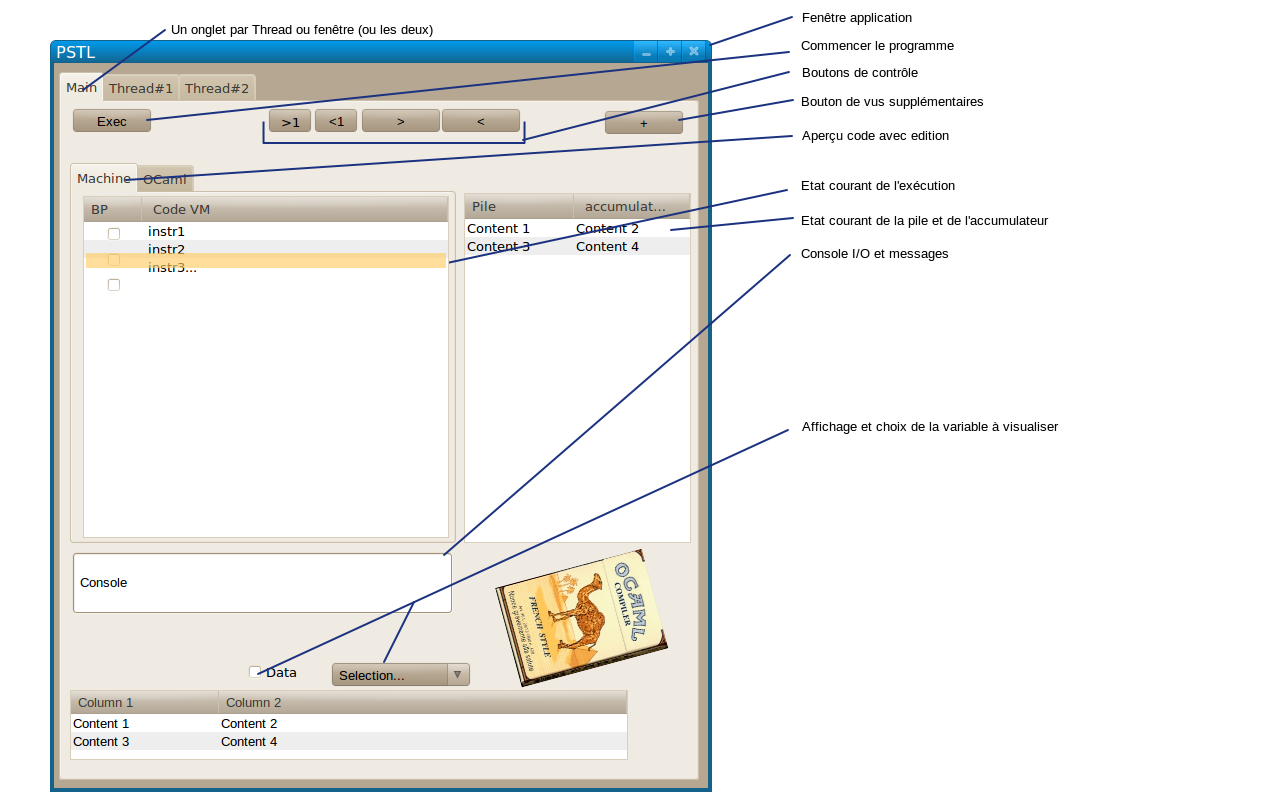 Un onglet par Thread ou fenêtre (ou les deux)
Fenêtre application
PSTL
Commencer le programme
Boutons de contrôle
Main Thread#1 Thread#2
Bouton de vus supplémentaires
Exec >1 <1 > < +
Aperçu code avec edition
Machine OCaml
Etat courant de l'exécution
BP Code VM
Pile accumulat...
Etat courant de la pile et de l'accumulateur
instr1
Content 1 Content 2
instr2
Content 3 Content 4
instr3...
Console I/O et messages
Affichage et choix de la variable à visualiser
Console
OCAML
COMPILER
FRENCH STYLE
Data Selection...
Column 1 Column 2
Content 1 Content 2
Content 3 Content 4